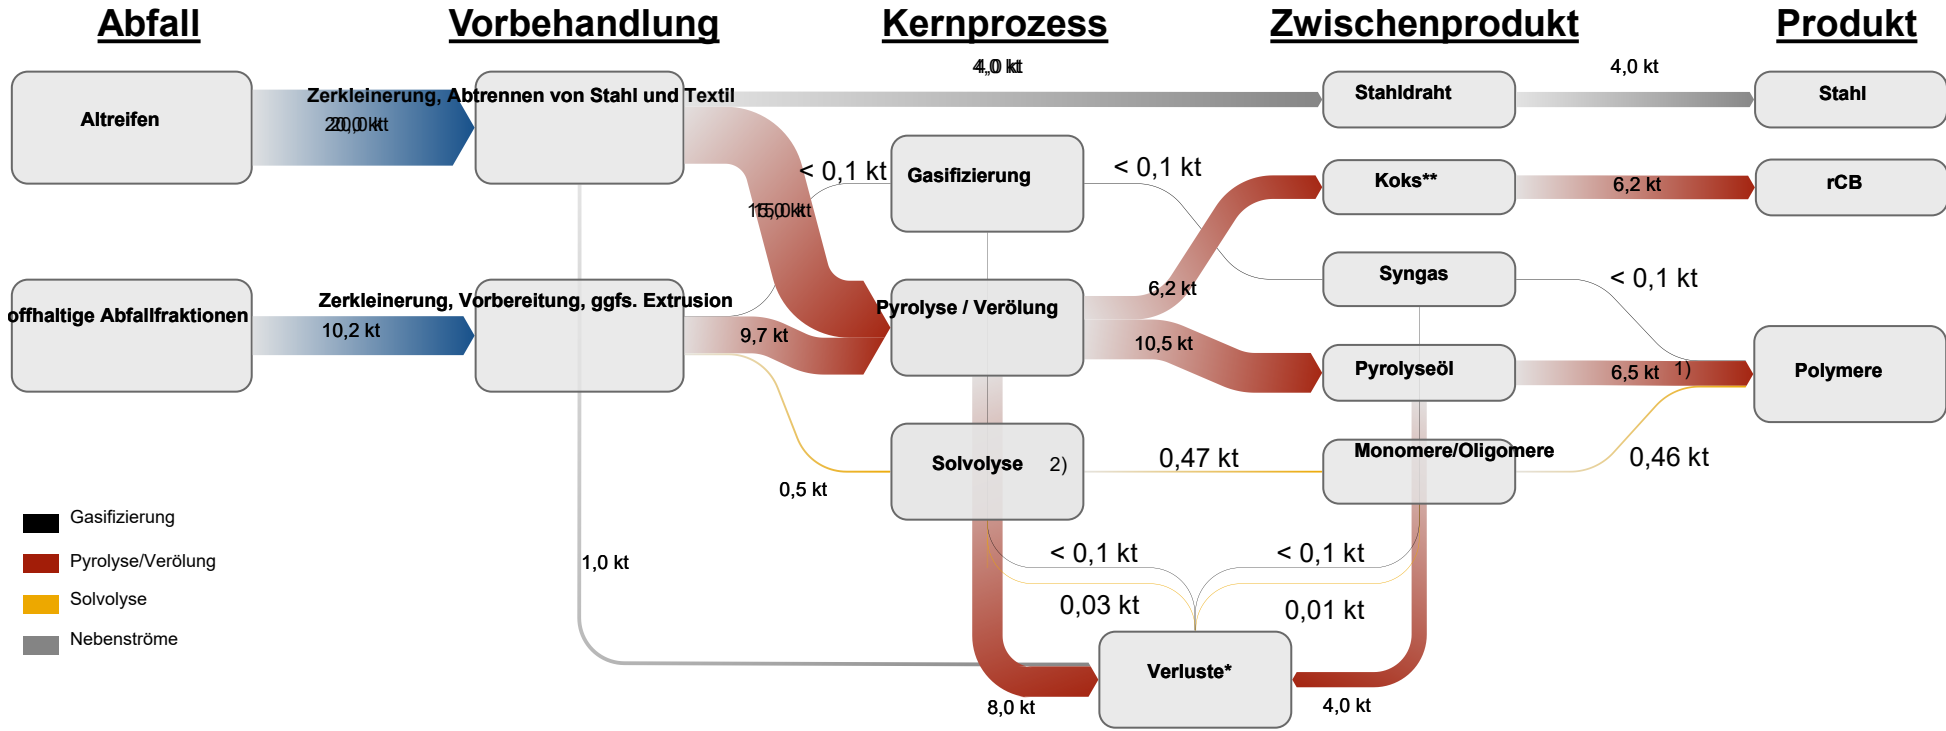 Abfall
Vorbehandlung
Kernprozess
Zwischenprodukt
Produkt
4,0 kt
4,0 kt
Altreifen
Zerkleinerung, Abtrennen von Stahl und Textil
20,0 kt
Stahldraht
Stahl
< 0,1 kt
Gasifizierung
< 0,1 kt
Koks**
6,2 kt
rCB
15,0 kt
offhaltige Abfallfraktionen
10,2 kt
Zerkleinerung, Vorbereitung, ggfs. Extrusion
9,7 kt
Pyrolyse / Verölung
6,2 kt
10,5 kt
Syngas
< 0,1 kt
Pyrolyseöl
6,5 kt
1)
Polymere
0,5 kt
Solvolyse
2)
0,47 kt
Monomere/Oligomere
0,46 kt
Gasifizierung
Pyrolyse/Verölung
Solvolyse
Nebenströme
1,0 kt
< 0,1 kt
< 0,1 kt
0,03 kt
0,01 kt
Verluste*
8,0 kt
4,0 kt